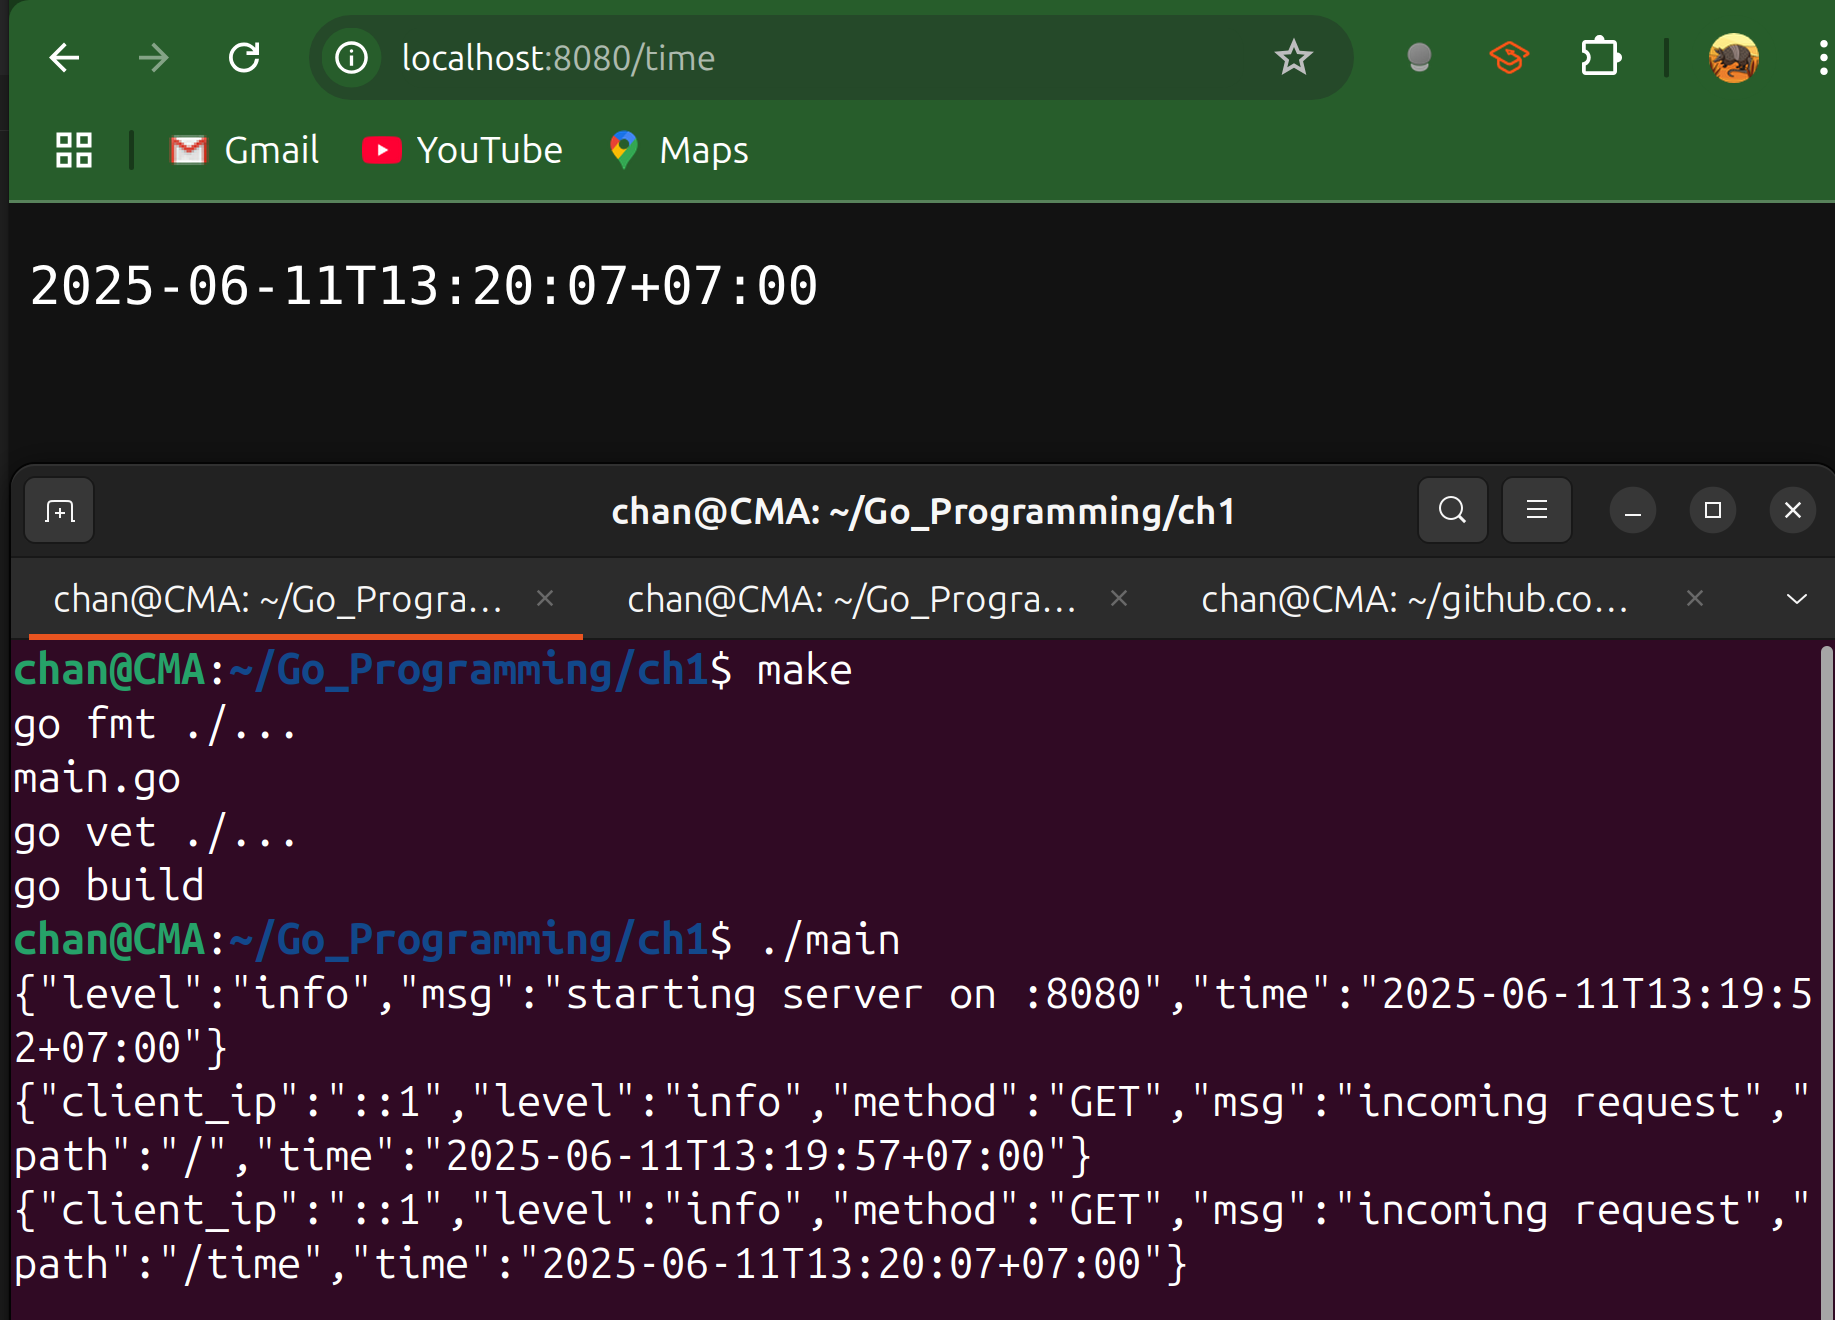 localhost:8080/time
Gmail YouTube Maps
2025-06-11T13:20:07+07:00
chan@CMA: ~/Go_Programming/ch1
chan@CMA: ~/Go_Progra... chan@CMA: ~/Go_Progra... chan@CMA: ~/github.co...
chan@CMA:~/Go_Programming/ch1$ make
go fmt ./...
main.go
go vet ./...
go build
chan@CMA:~/Go_Programming/ch1$ ./main
{"level":"info","msg":"starting server on :8080","time":"2025-06-11T13:19:5
2+07:00"}
{"client_ip":"::1","level":"info","method":"GET","msg":"incoming request","
path":"/","time":"2025-06-11T13:19:57+07:00"}
{"client_ip":"::1","level":"info","method":"GET","msg":"incoming request","
path":"/time","time":"2025-06-11T13:20:07+07:00"}